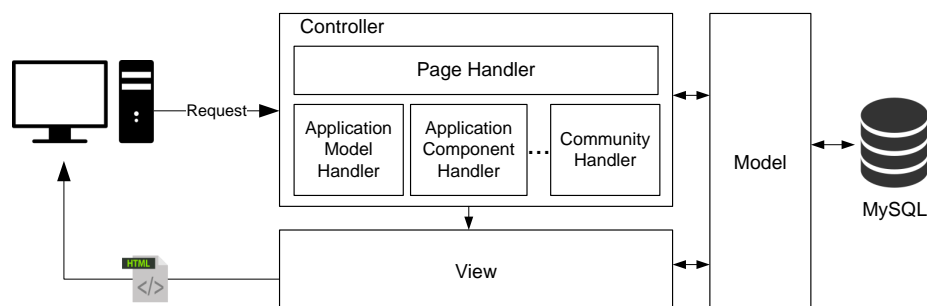 Controller
Page Handler
Request
Application
Model
Handler
Application
Component
Handler
...
Community
Handler
Model
MySQL
View
HTML
</>